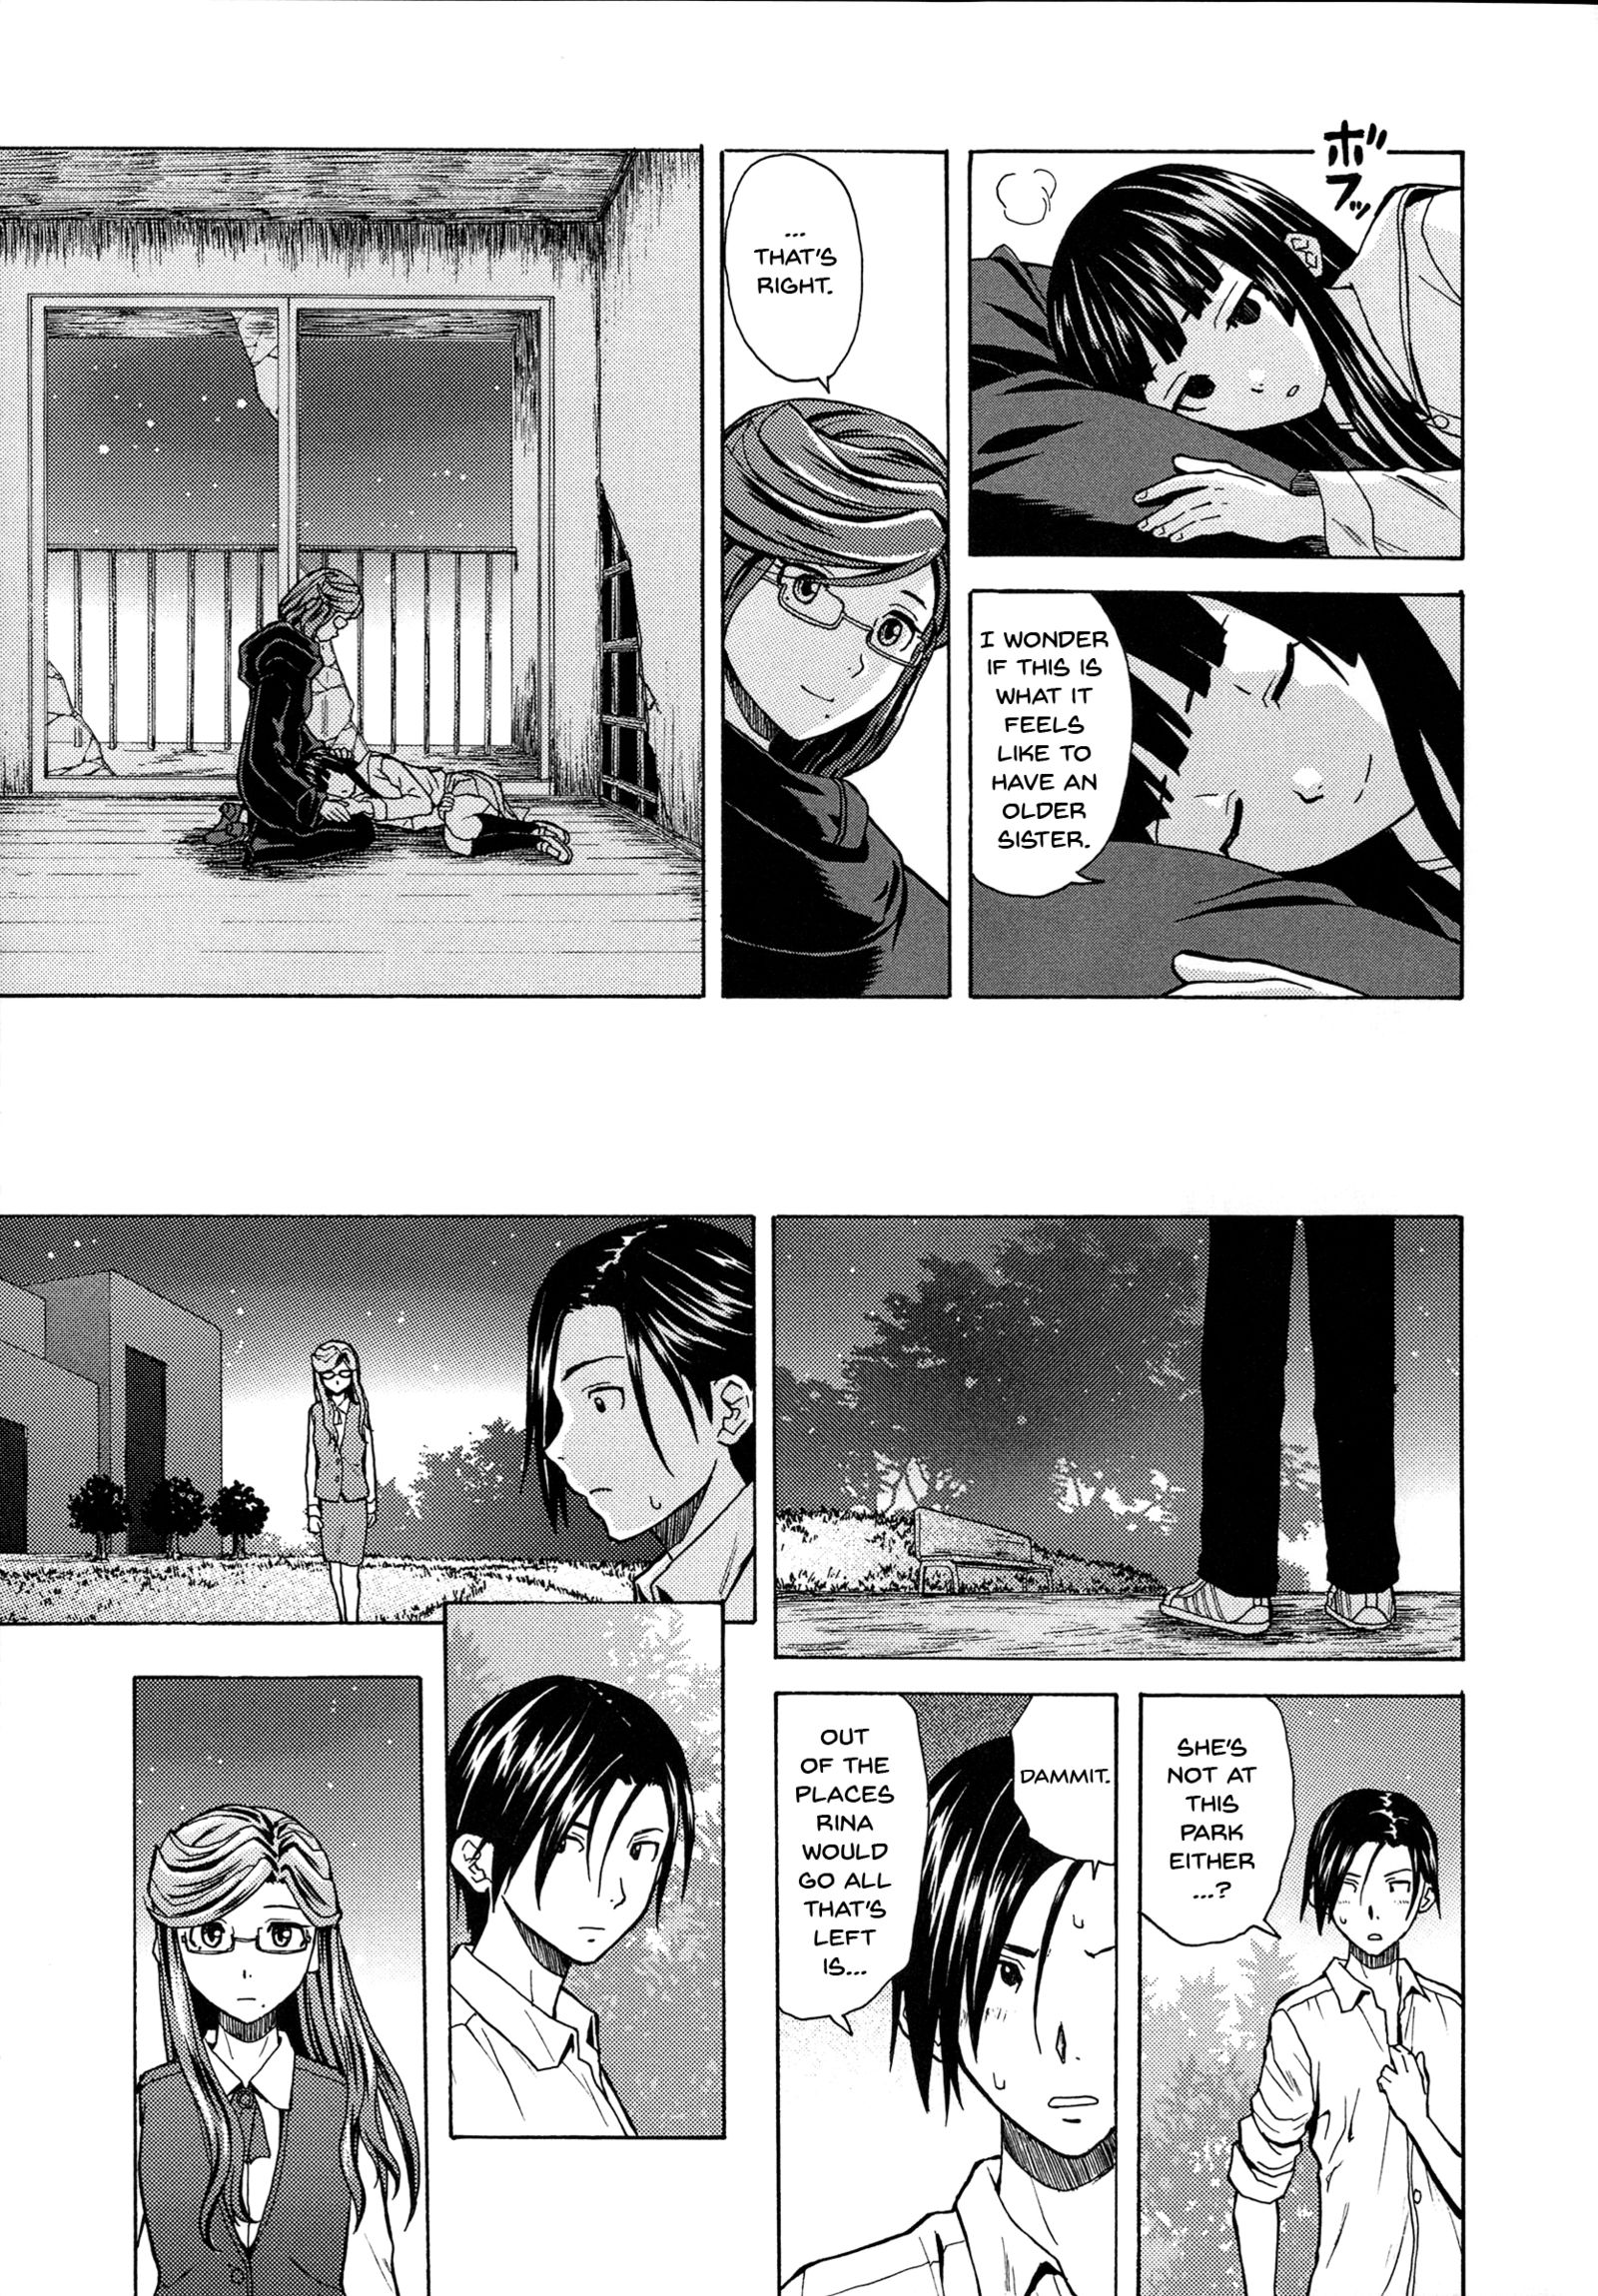 ボ
フッ
I WONDER
IF THIS IS
WHAT IT
FEELS
LIKE TO
HAVE AN
OLDER
SISTER.
...
THAT'S
RIGHT.
SHE'S
NOT AT
THIS
PARK
EITHER
...?
DAMMIT.
OUT
OF THE
PLACES
RINA
WOULD
GO ALL
THAT'S
LEFT
IS...